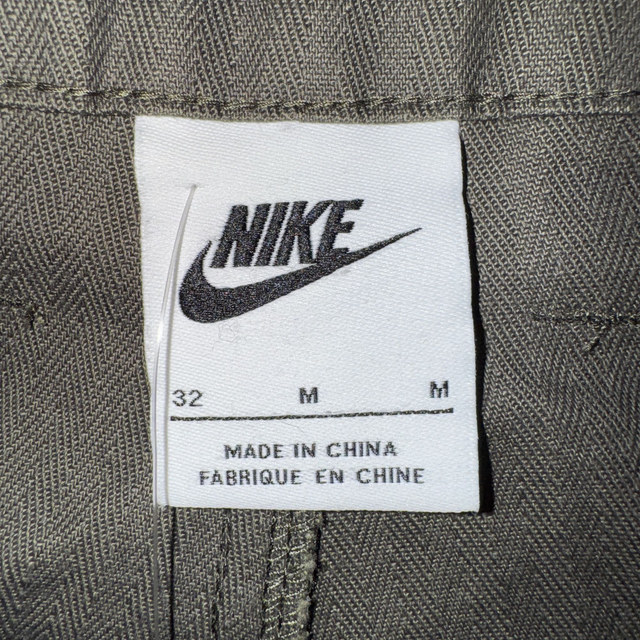 NIKE
32 M M
MADE IN CHINA
FABRIQUE EN CHINE